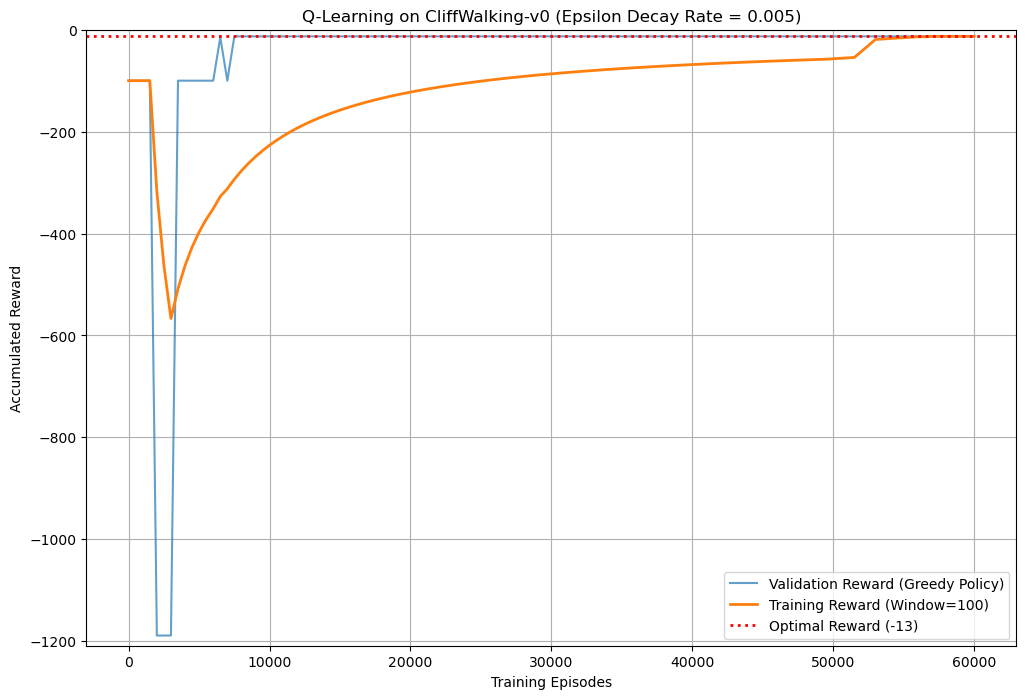 Q-Learning on CliffWalking-v0 (Epsilon Decay Rate = 0.005)
Accumulated Reward
0
−200
−400
−600
−800
−1000
−1200
0
10000
20000
30000
40000
50000
60000
Training Episodes
Validation Reward (Greedy Policy)
Training Reward (Window=100)
Optimal Reward (-13)